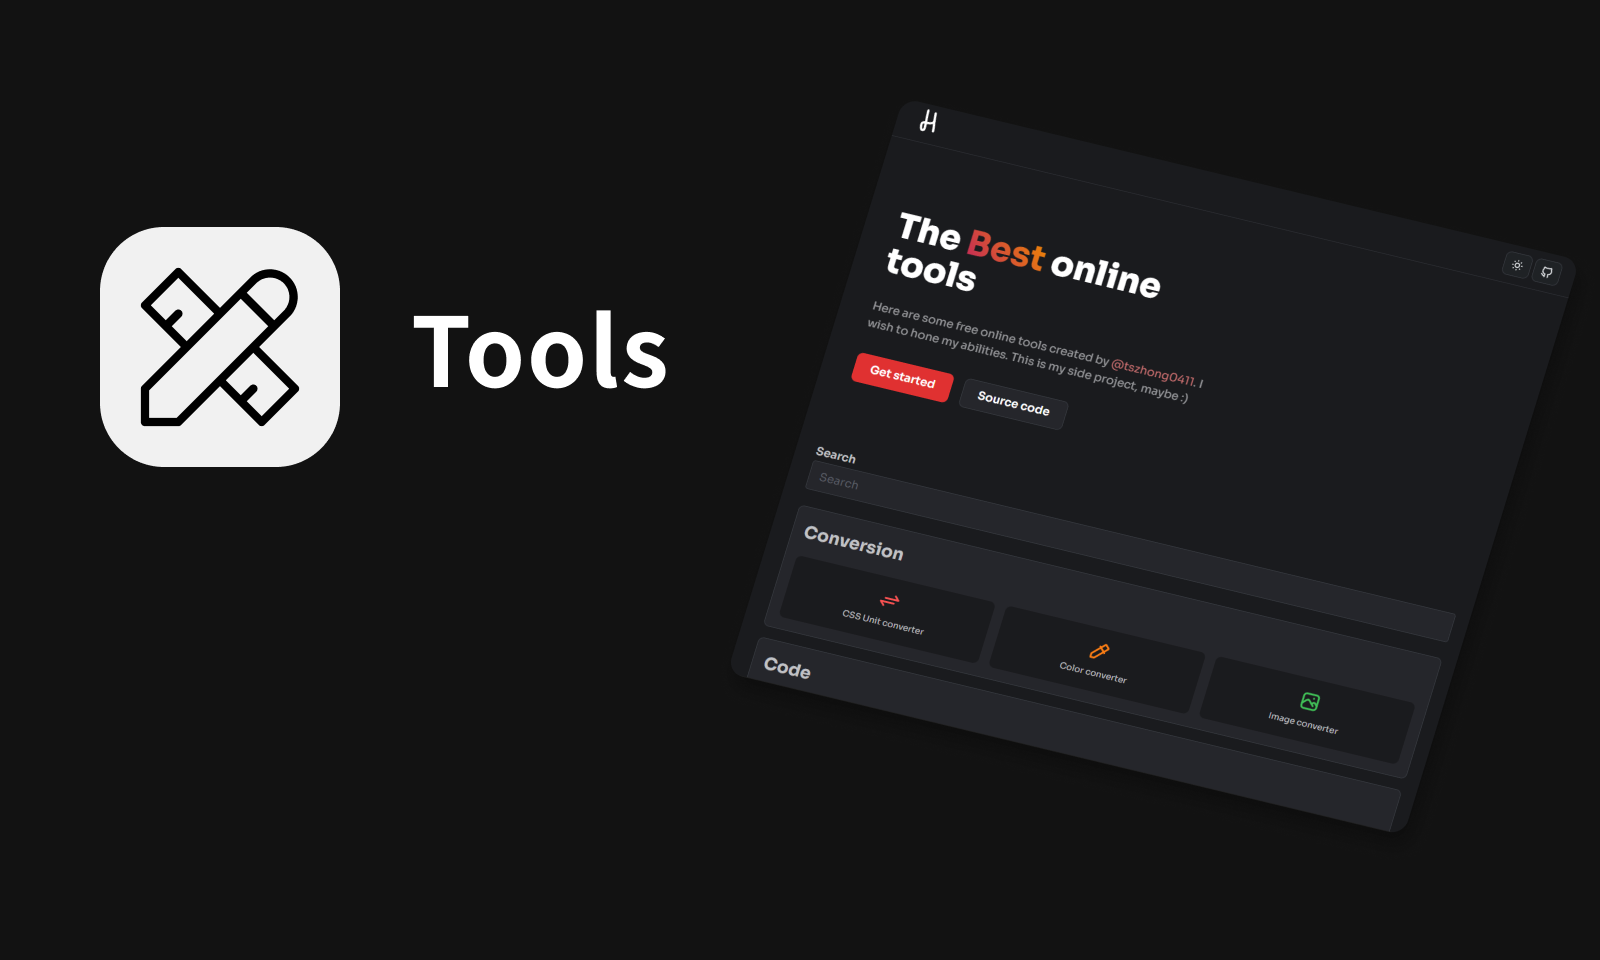 Tools
The Best online
tools
Here are some free online tools created by @tszhong0411. I
wish to hone my abilities. This is my side project, maybe :)
Get started
Source code
Search
Search
Conversion
CSS Unit converter
Color converter
Image converter
Code